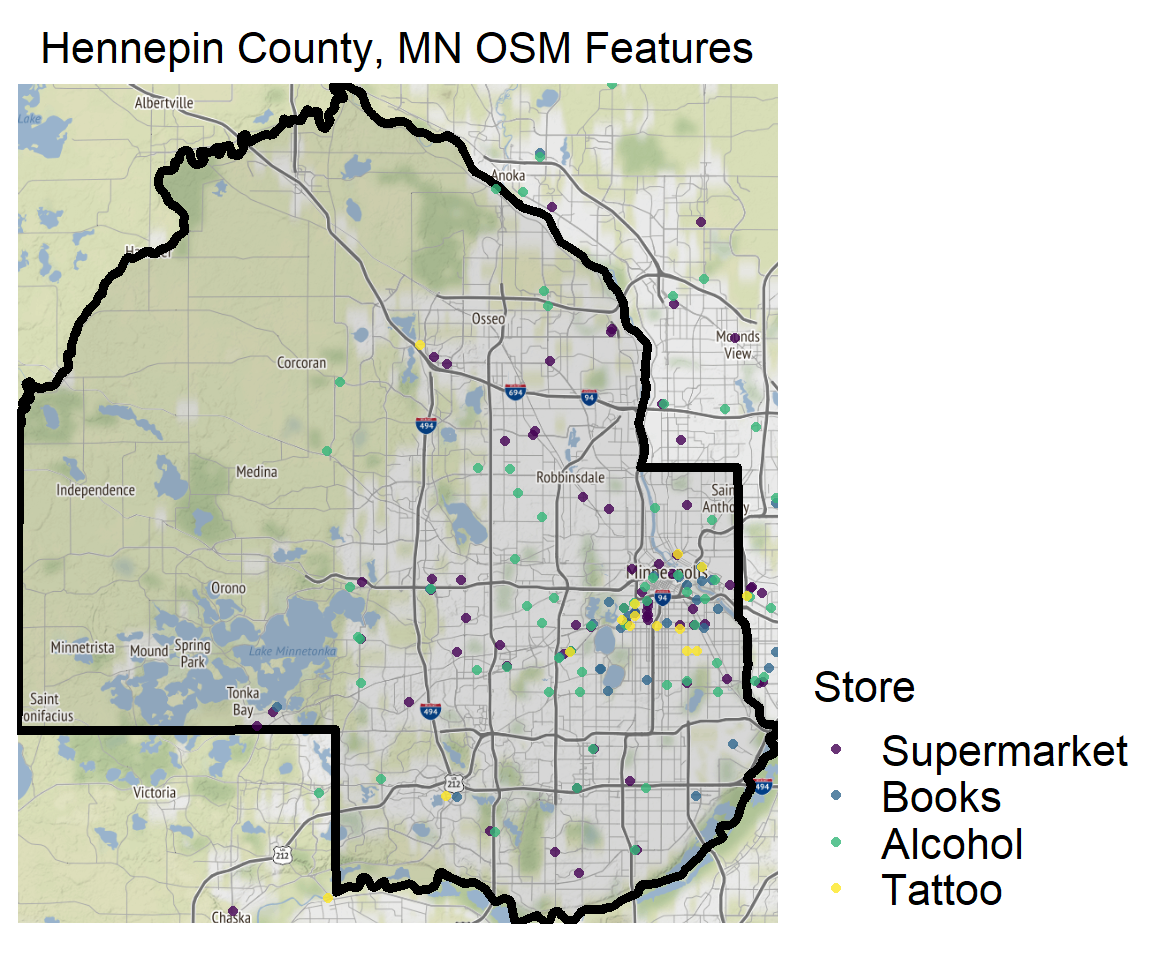 Hennepin County, MN OSM Features
Albertville
Lake
Anoka
Osseo
Mounds
View
Corcoran
694
94
494
Medina
Robbinsdale
Independence
Saint
Anthony
Minneapolis
Orono
94
Minnetrista
Mound
Spring
Park
Lake Minnetonka
Saint
onifacius
Tonka
Bay
494
Store
Supermarket
Books
Alcohol
Tattoo
212
494
Victoria
212
Chaska